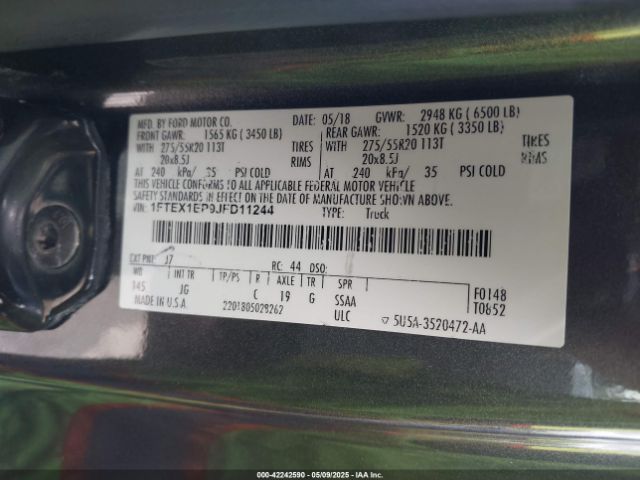 MFD. BY FORD MOTOR CO. DATE: 05/18 GVWR: 2948 KG ( 6500 LB)
FRONT GAWR: 1565 KG ( 3450 LB) REAR GAWR: 1520 KG ( 3350 LB)
WITH 275/55R20 113T TIRES WITH 275/55R20 113T TIRES
20x8.5J RIMS 20x8.5J RIMS
AT 240 kPa/ 35 PSI COLD AT 240 kPa/ 35 PSI COLD
THIS VEHICLE CONFORMS TO ALL APPLICABLE FEDERAL MOTOR VEHICLE
SAFETY STANDARDS IN EFFECT ON THE DATE OF MANUFACTURE SHOWN ABOVE.
VIN: 1FTEX1EP9JFD11244 TYPE: Truck
EXT PNT: J7 RC: 44 DSO:
WB INT TR TP/PS R AXLE TR SPR
145 JG C 19 G SSAA F0148
MADE IN U.S.A. 2201805029262 ULC T0652
5U5A-3520472-AA
000-42242590 — 05/09/2025 — IAA Inc.